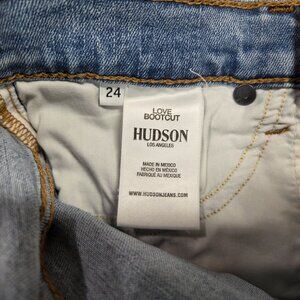 24
LOVE
BOOTCUT
HUDSON
LOS ANGELES
MADE IN MEXICO
HECHO EN MÉXICO
FABRIQUÉ AU MEXIQUE
WWW.HUDSONJEANS.COM